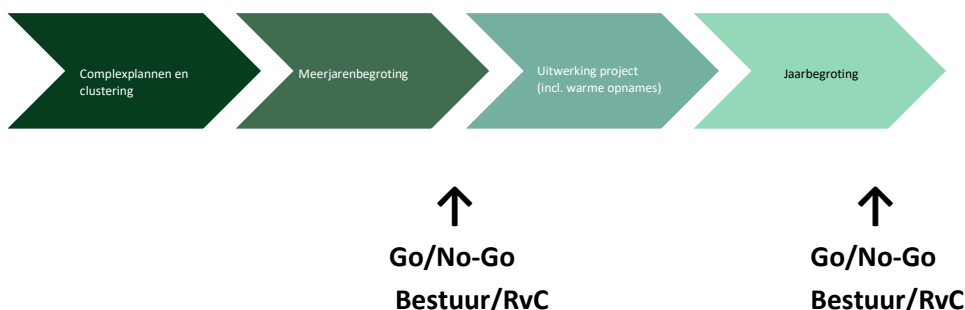 Complexplannen en
clustering
Meerjarenbegroting
Uitwerking project
(incl. warme opnames)
Jaarbegroting
Go/No-Go
Bestuur/RvC
Go/No-Go
Bestuur/RvC